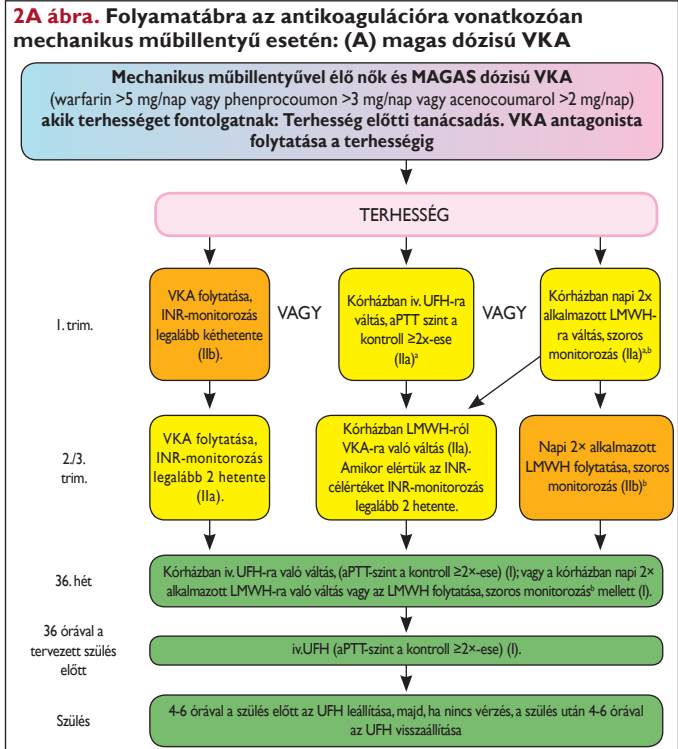 2A ábra. Folyamatábra az antikoagulációra vonatkozóan
mechanikus műbillentyű esetén: (A) magas dózisú VKA
Mechanikus műbillentyűvel élő nők és MAGAS dózisú VKA
(warfarin >5 mg/nap vagy phenprocoumon >3 mg/nap vagy acenocoumarol >2 mg/nap)
akik terhességet fontolgatnak: Terhesség előtti tanácsadás. VKA antagonista
folytatása a terhességig
TERHESSÉG
1. trim.
VKA folytatása,
INR-monitorozás
legalább kéthetente
(IIb).
VAGY
Kórházban iv. UFH-ra
váltás, aPTT szint a
kontroll ≥2x-ese
(IIa)a
VAGY
Kórházban napi 2x
alkalmazott LMWH-
ra váltás, szoros
monitorozás (IIa)a,b
2./3.
trim.
VKA folytatása,
INR-monitorozás
legalább 2 hetente
(IIa).
Kórházban LMWH-ról
VKA-ra való váltás (IIa).
Amikor elértük az INR-
célértéket INR-monitorozás
legalább 2 hetente.
Napi 2× alkalmazott
LMWH folytatása, szoros
monitorozás (IIb)b
36. hét
Kórházban iv. UFH-ra való váltás, (aPTT-szint a kontroll ≥2×-ese) (I); vagy a kórházban napi 2×
alkalmazott LMWH-ra való váltás vagy az LMWH folytatása, szoros monitorozásb mellett (I).
36 órával a
tervezett szülés
előtt
iv.UFH (aPTT-szint a kontroll ≥2×-ese) (I).
Szülés
4-6 órával a szülés előtt az UFH leállítása, majd, ha nincs vérzés, a szülés után 4-6 órával
az UFH visszaállítása